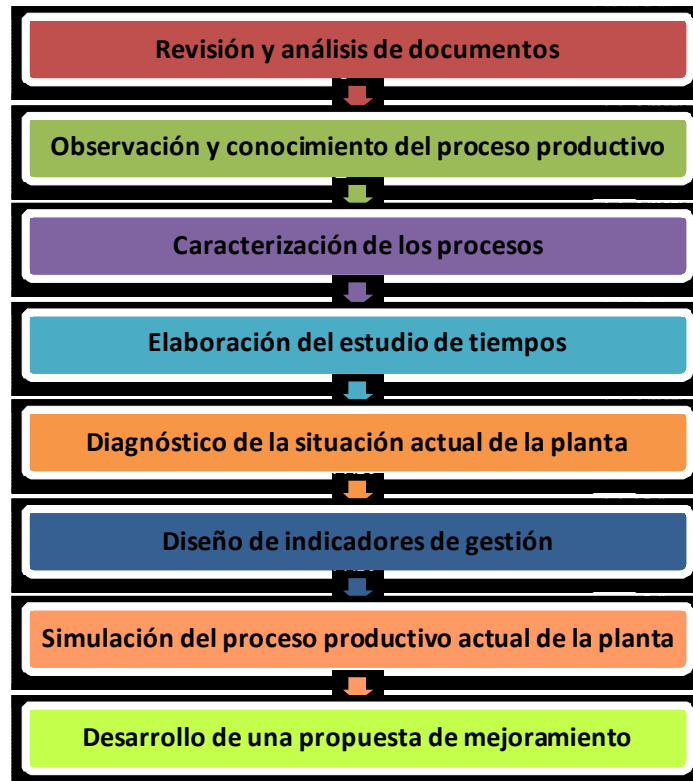 Revisión y análisis de documentos
Observación y conocimiento del proceso productivo
Caracterización de los procesos
Elaboración del estudio de tiempos
Diagnóstico de la situación actual de la planta
Diseño de indicadores de gestión
Simulación del proceso productivo actual de la planta
Desarrollo de una propuesta de mejoramiento